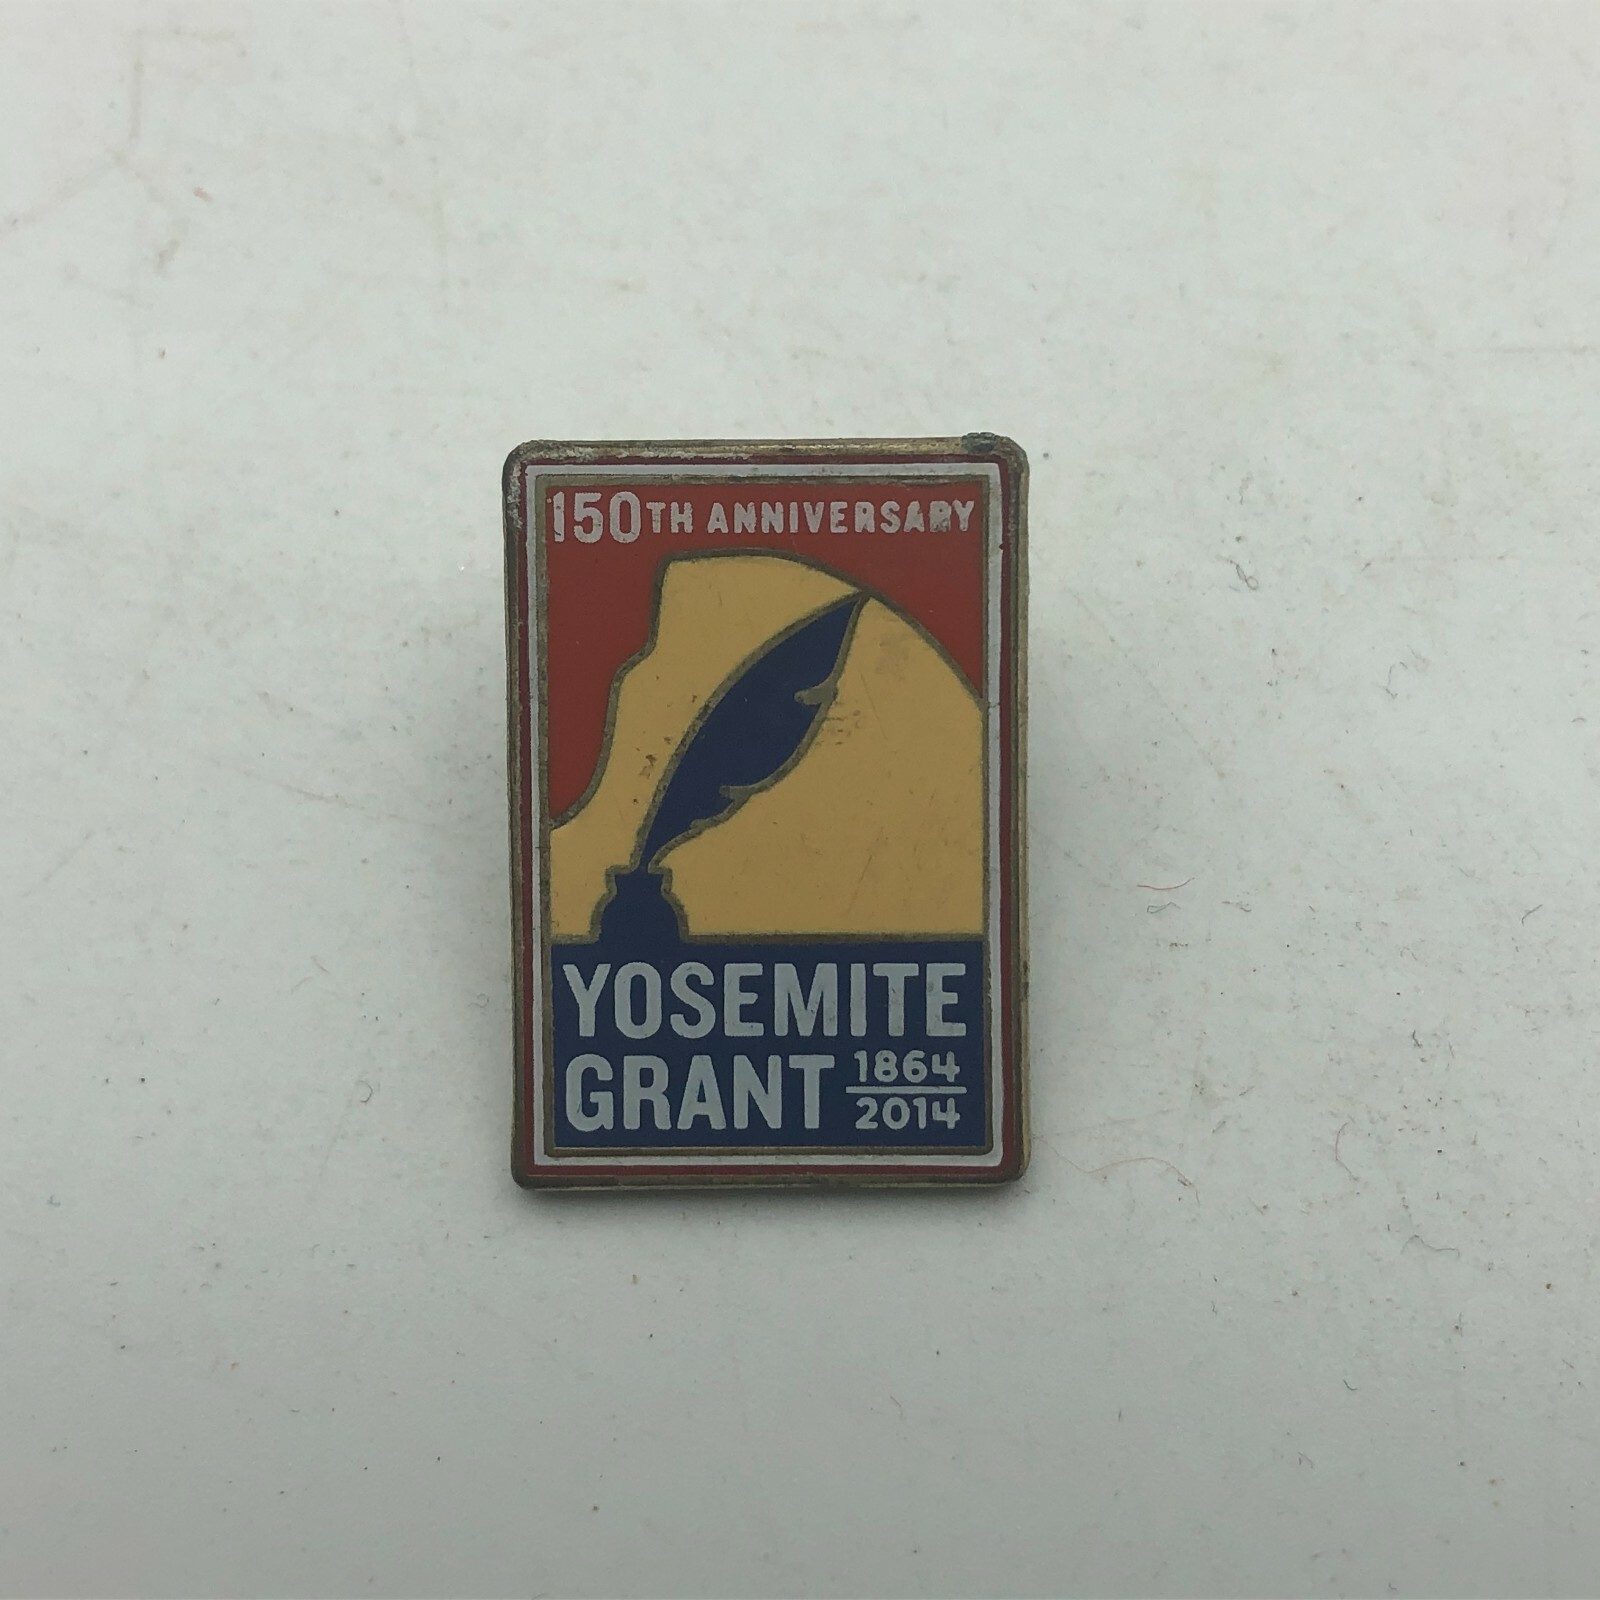 150TH ANNIVERSARY
YOSEMITE
GRANT 1864
2014